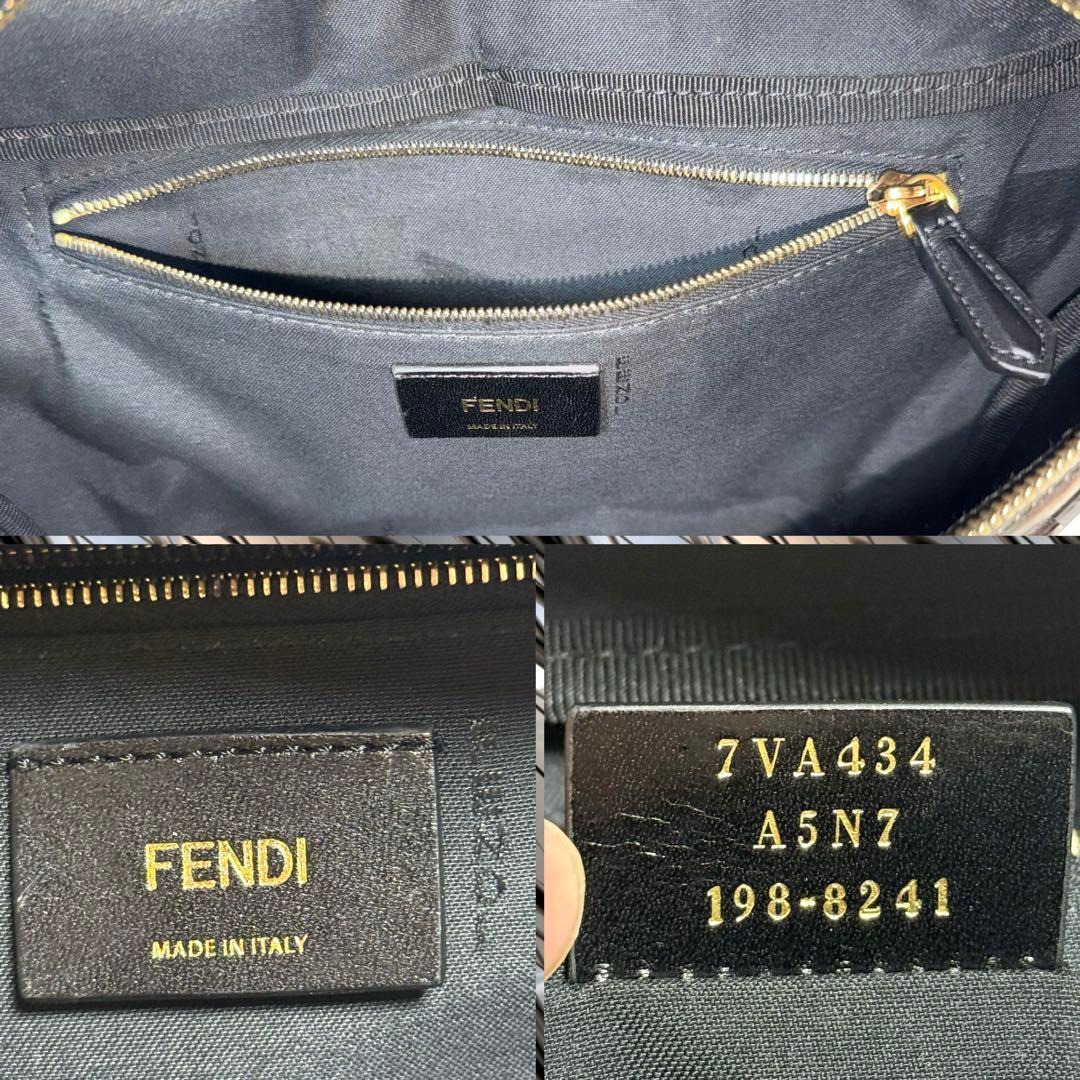 FENDI
MADE IN ITALY
FENDI
MADE IN ITALY
7VA434
A5N7
198-8241